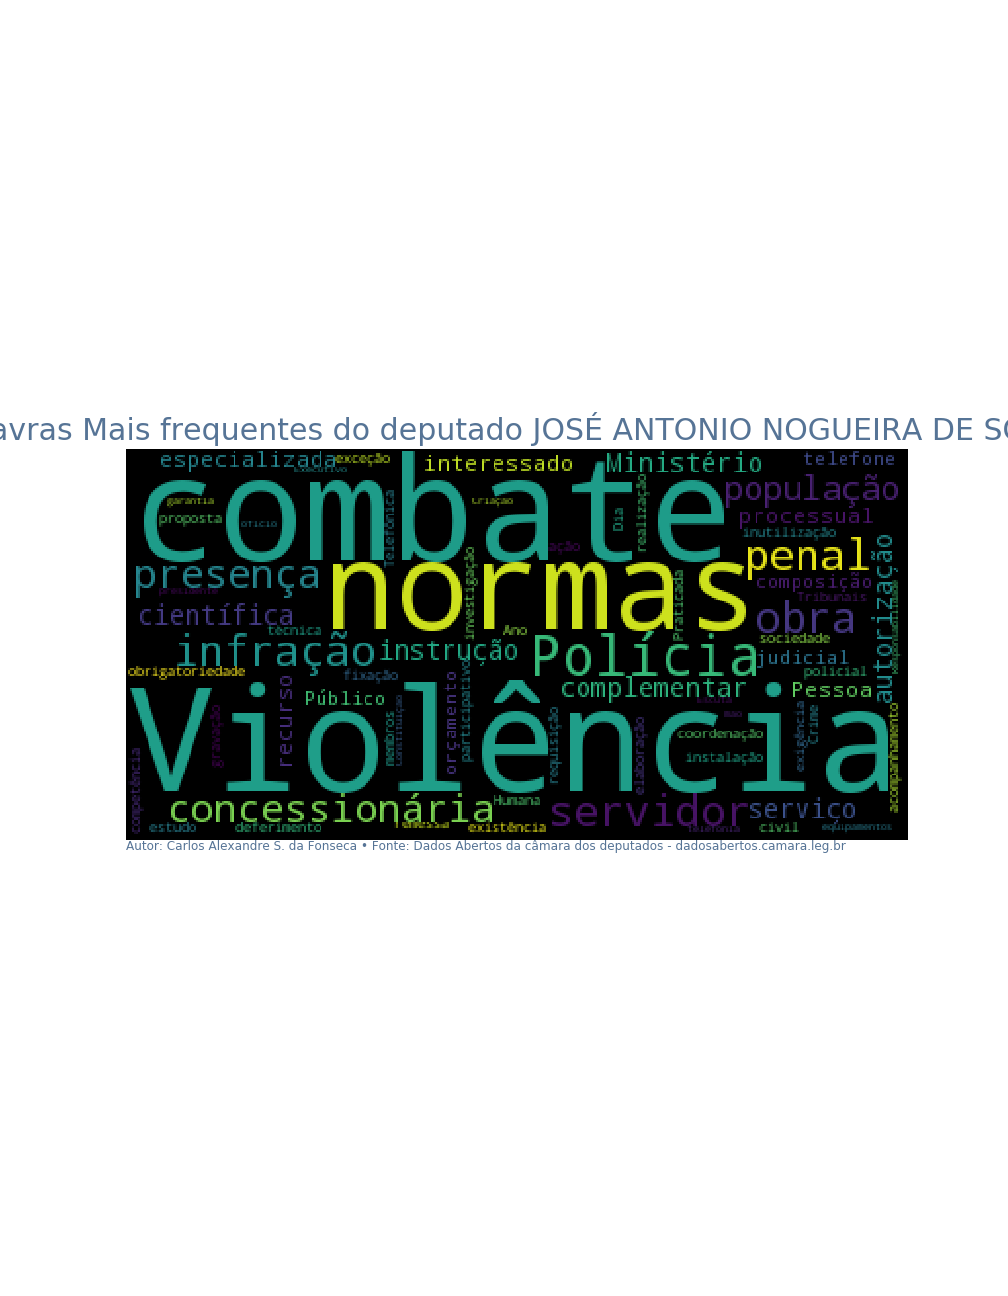 avras Mais frequentes do deputado JOSÉ ANTONIO NOGUEIRA DE SO
especializada
exceção
Executivo
interessado
Ministério
telefone
combate
garantia
criação
população
proposta
ofício
Telefônica
Dia
realização
processual
inutilização
ação
normas
penal
autorização
presença
composição
precimente
Tribunais
científica
investigação
Praticada
obra
técnica
Ano
sociedade
infração
instrução
Polícia
judicial
obrigatoriedade
fixação
policial
complementar
Pessoa
Público
recurso
orçamento
participativo
Violência
gravação
membros
Constituição
requisição
elaboração
coordenação
exigência
Crime
instalação
acompanhamento
competência
concessionária
Humana
servidor
serviço
estudo
deferimento
existência
telefonia
civil
equipamentos
Autor: Carlos Alexandre S. da Fonseca • Fonte: Dados Abertos da câmara dos deputados - dadosabertos.camara.leg.br